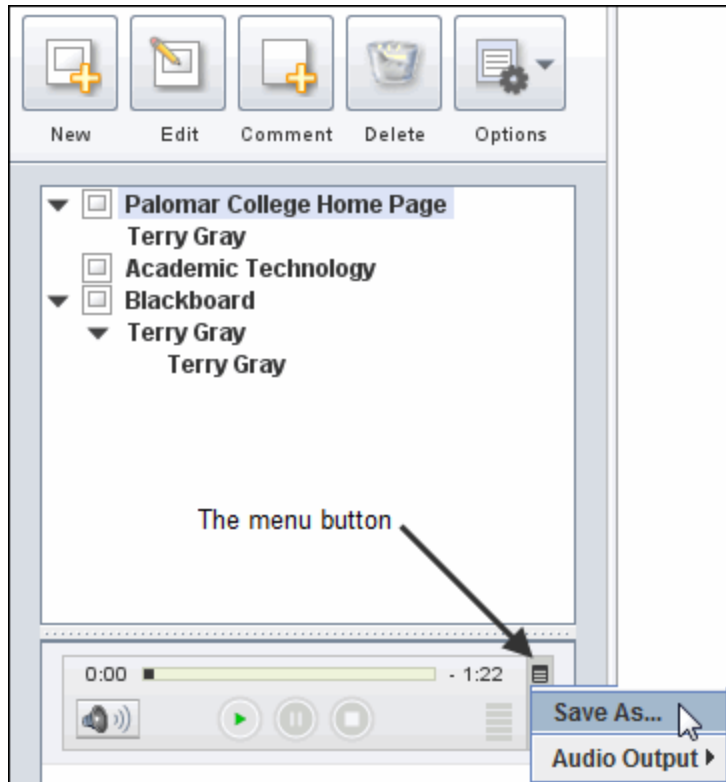 New Edit Comment Delete Options
Palomar College Home Page
Terry Gray
Academic Technology
Blackboard
Terry Gray
Terry Gray
The menu button
0:00 - 1:22
Save As...
Audio Output